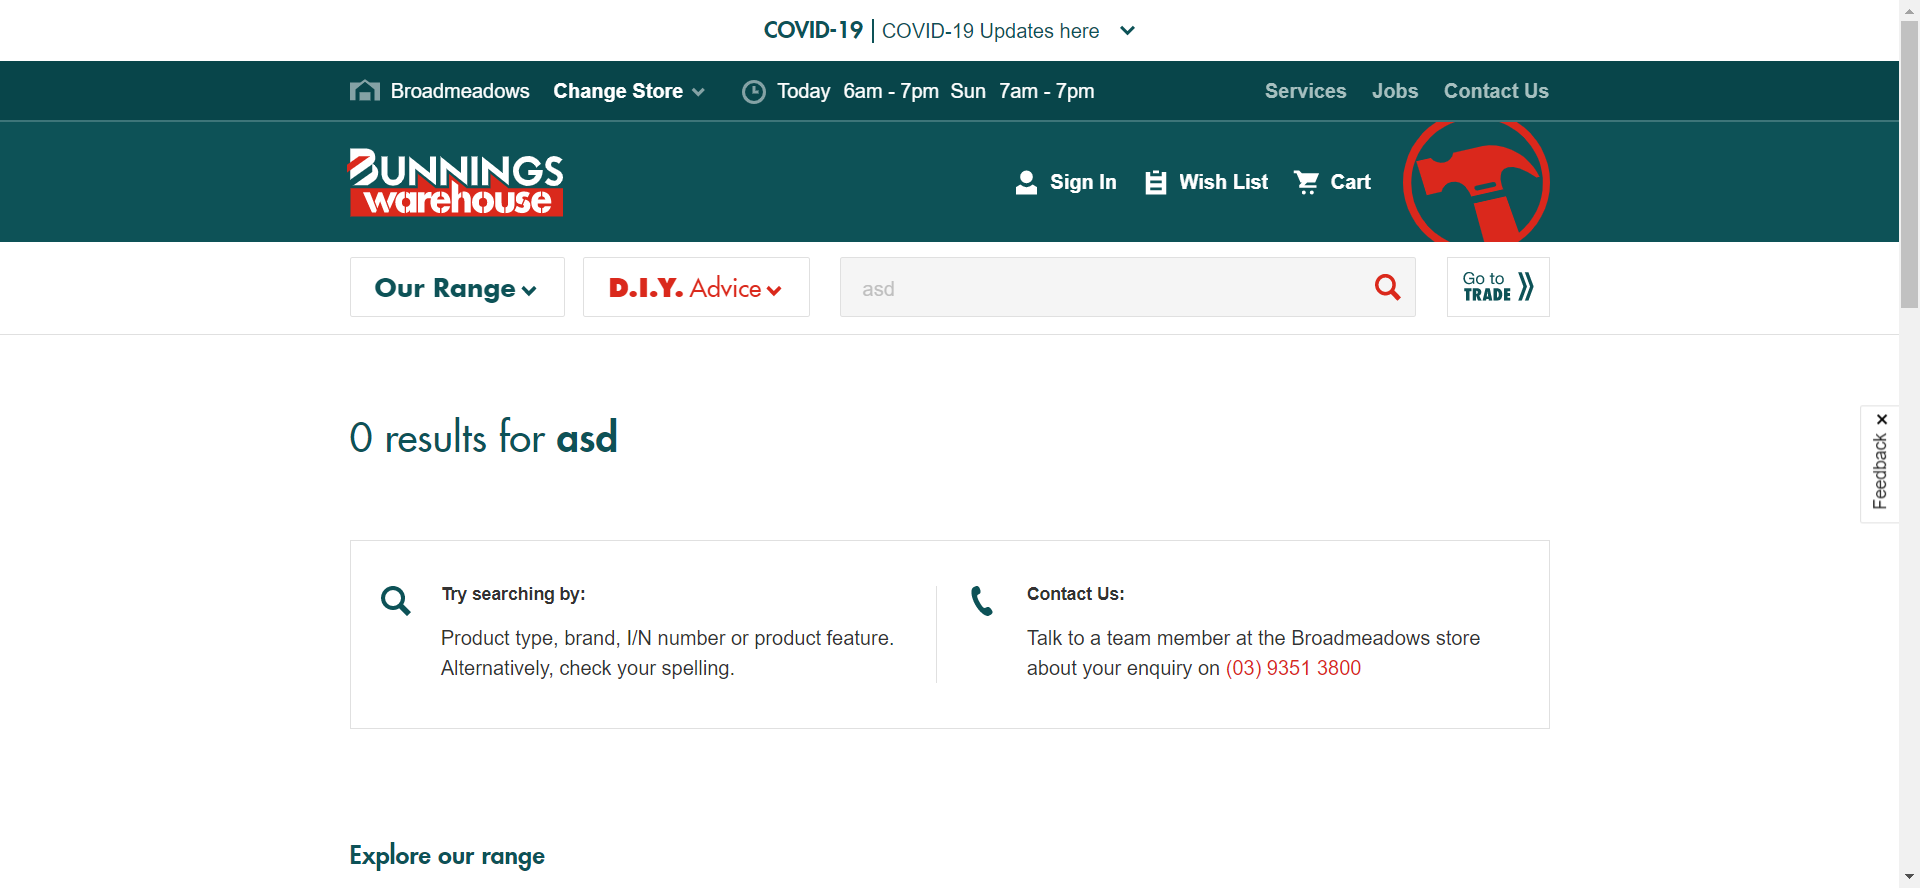 COVID-19 | COVID-19 Updates here
Broadmeadows Change Store Today 6am - 7pm Sun 7am - 7pm Services Jobs Contact Us
BUNNINGS
warehouse
Sign In Wish List Cart
Our Range D.I.Y. Advice asd Go to
TRADE
0 results for asd
Feedback ×
Try searching by:
Product type, brand, I/N number or product feature.
Alternatively, check your spelling.
Contact Us:
Talk to a team member at the Broadmeadows store
about your enquiry on (03) 9351 3800
Explore our range